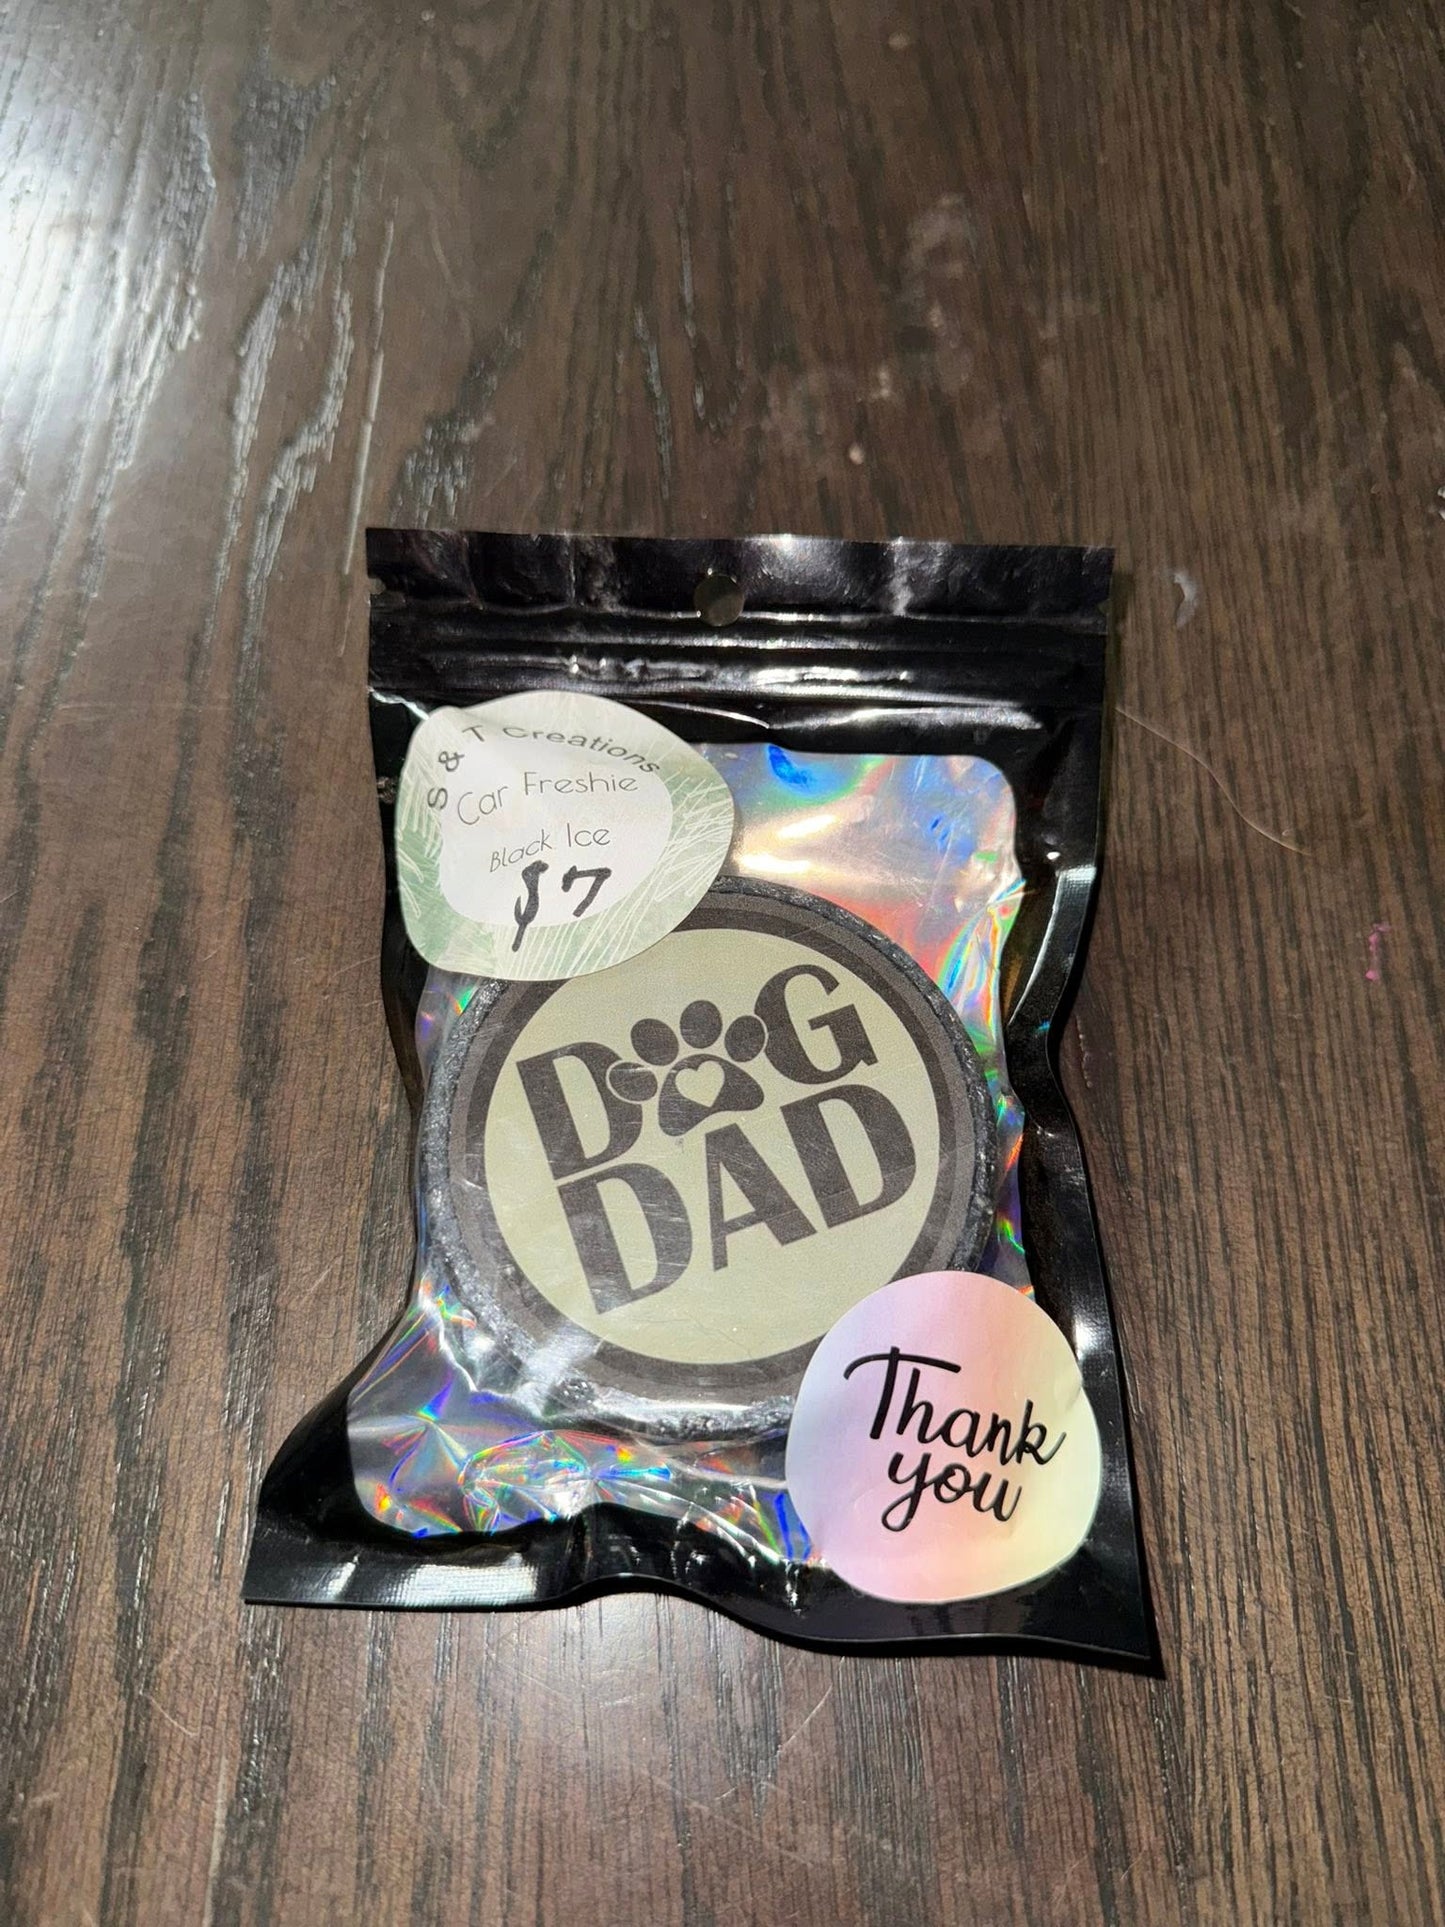 S & T Creations
Car Freshie
Black Ice
$7
DOG
DAD
Thank
you